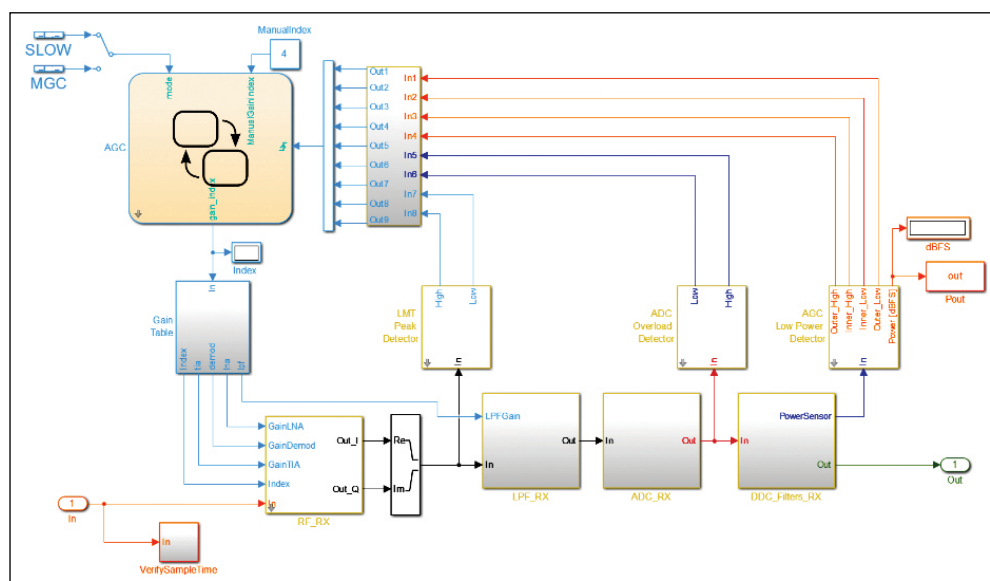 SLOW
MGC
ManualIndex
4
mode
ManualGainIndex
AGC
gan_index
Out1
Out2
Out3
Out4
Out5
Out6
Out7
Out8
Out9
In1
In2
In3
In4
In5
In6
In7
In8
Index
In
Gain
Table
Index
tia
demod
lna
lpf
High
Low
LMT
Peak
Detector
In
Low
High
ADC
Overload
Detector
In
Outer_High
Inner_High
Inner_Low
Outer_Low
Power [dBFS]
AGC
Low Power
Detector
In
dBFS
out
Pout
GainLNA
GainDemod
GainTIA
Index
In
Out_I
Out_Q
RF_RX
Re
Im
LPFGain
In
Out
LPF_RX
In
Out
ADC_RX
In
PowerSensor
Out
DDC_Filters_RX
1
Out
1
In
In
VerifySampleTime